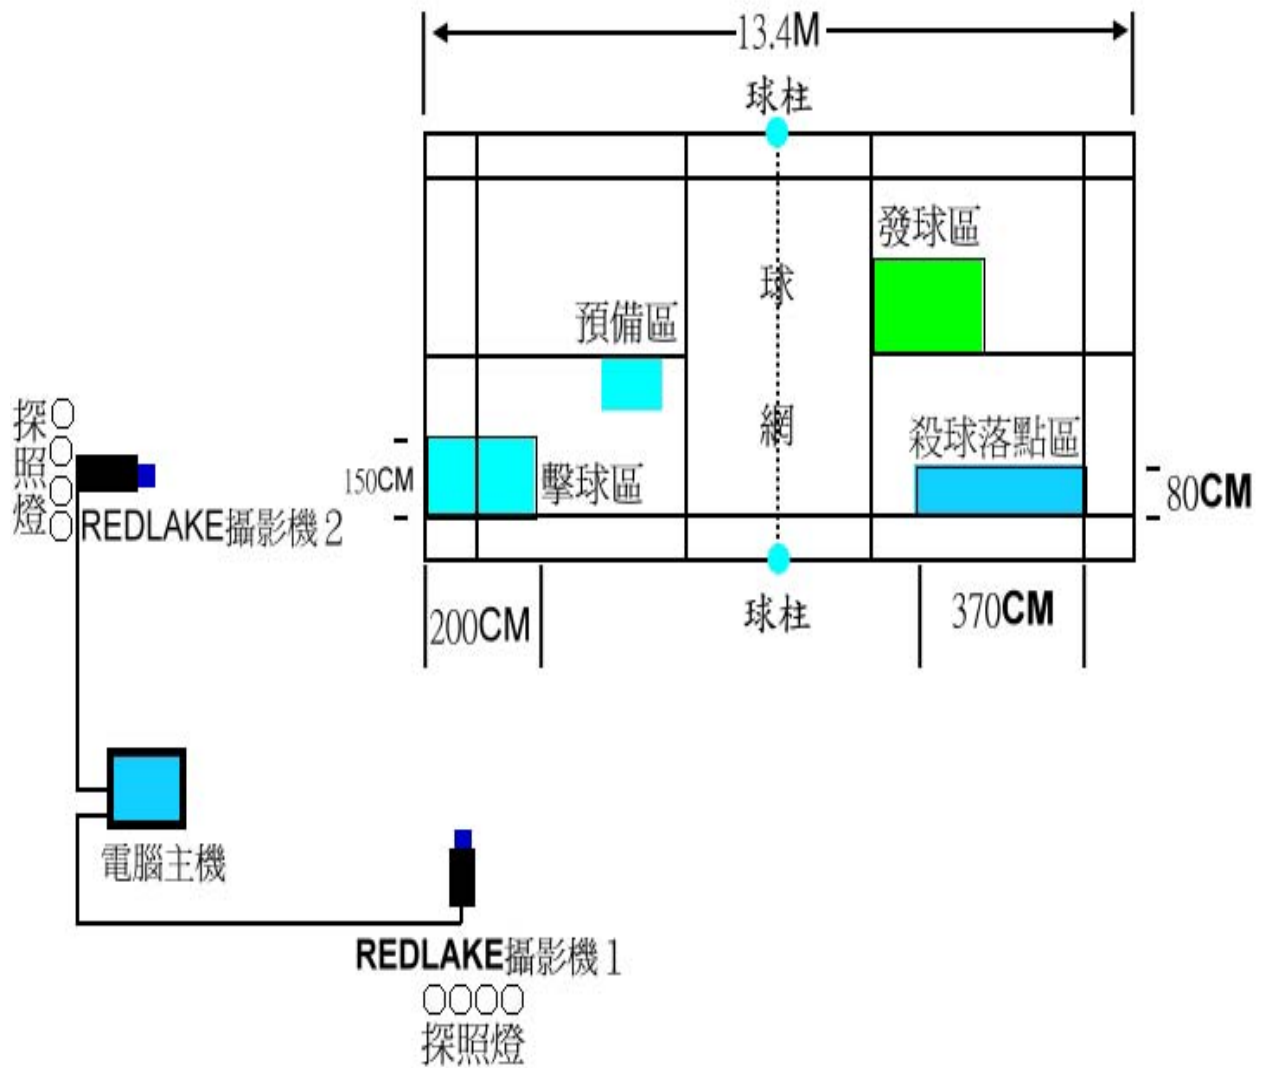 13.4M
球柱
發球區
球
預備區
網
探照燈
殺球落點區
150CM
擊球區
80CM
REDLAKE攝影機２
200CM
球柱
370CM
電腦主機
REDLAKE攝影機１
探照燈